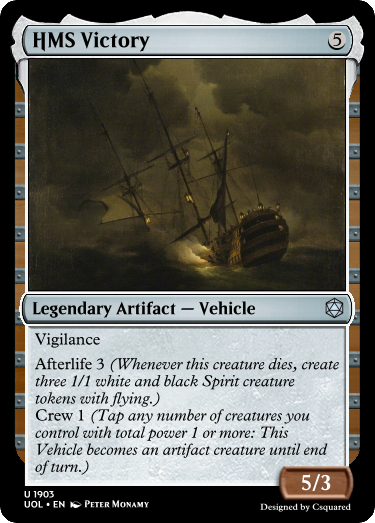 HMS Victory 5
Legendary Artifact — Vehicle
Vigilance
Afterlife 3 (Whenever this creature dies, create
three 1/1 white and black Spirit creature
tokens with flying.)
Crew 1 (Tap any number of creatures you
control with total power 1 or more: This
Vehicle becomes an artifact creature until end
of turn.)
5/3
U 1903
UOL • EN Peter Monamy
Designed by Csquared